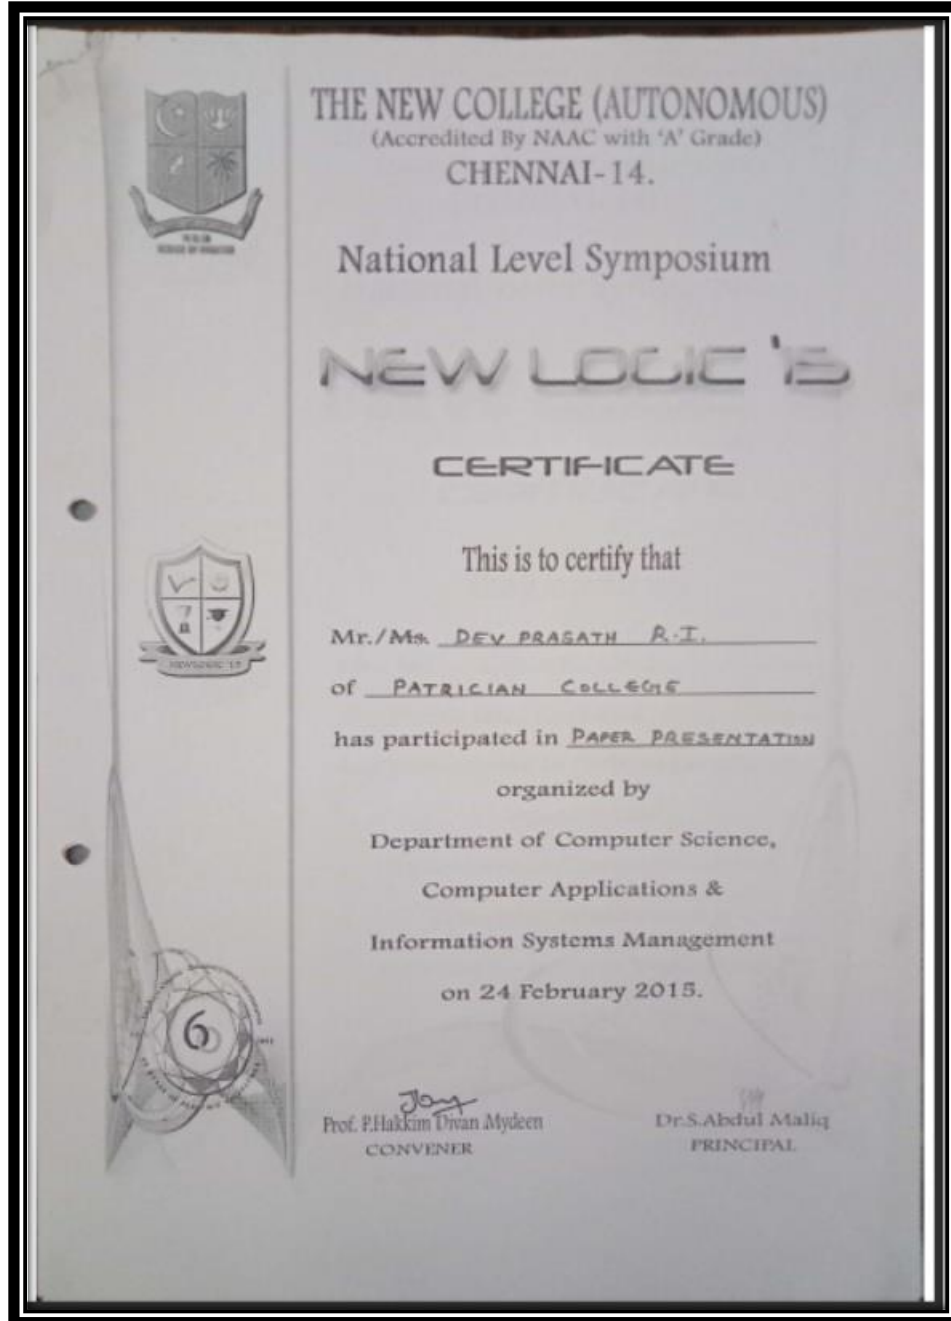 THE NEW COLLEGE (AUTONOMOUS)
(Accredited By NAAC with 'A' Grade)
CHENNAI-14.
National Level Symposium
NEW LOGIC '15
CERTIFICATE
This is to certify that
Mr./Ms. DEV PRASATH R.I.
of PATRICIAN COLLEGE
has participated in PAPER PRESENTATION
organized by
Department of Computer Science,
Computer Applications &
Information Systems Management
on 24 February 2015.
NEWLOGIC '15
60
Prof. P.Hakkim Divan Mydeen
CONVENER
Dr.S.Abdul Maliq
PRINCIPAL